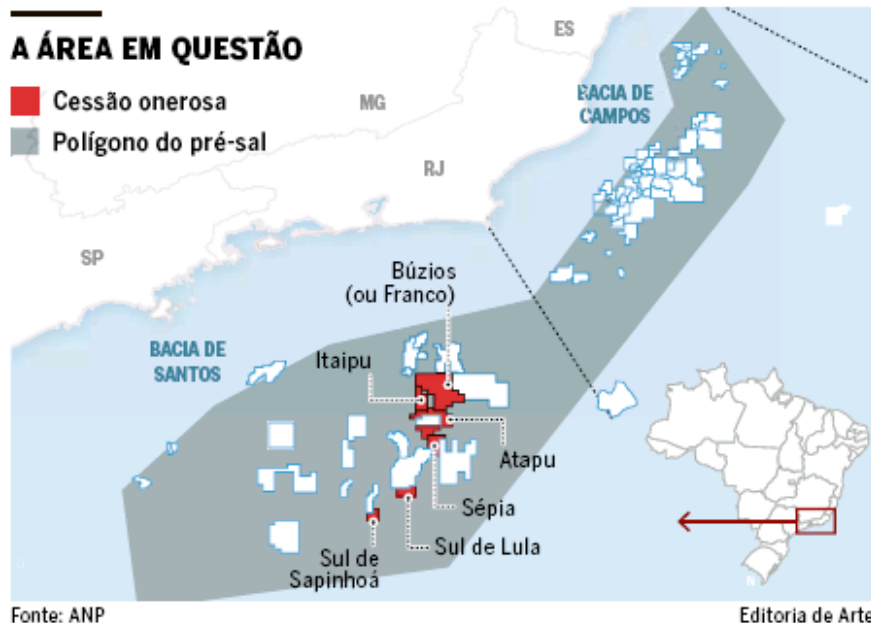 A ÁREA EM QUESTÃO
Cessão onerosa
Polígono do pré-sal
ES
MG
RJ
SP
BACIA DE
CAMPOS
BACIA DE
SANTOS
Búzios
(ou Franco)
Itaipu
Atapu
Sépia
Sul de Lula
Sul de
Sapinhoá
N
Fonte: ANP
Editoria de Arte